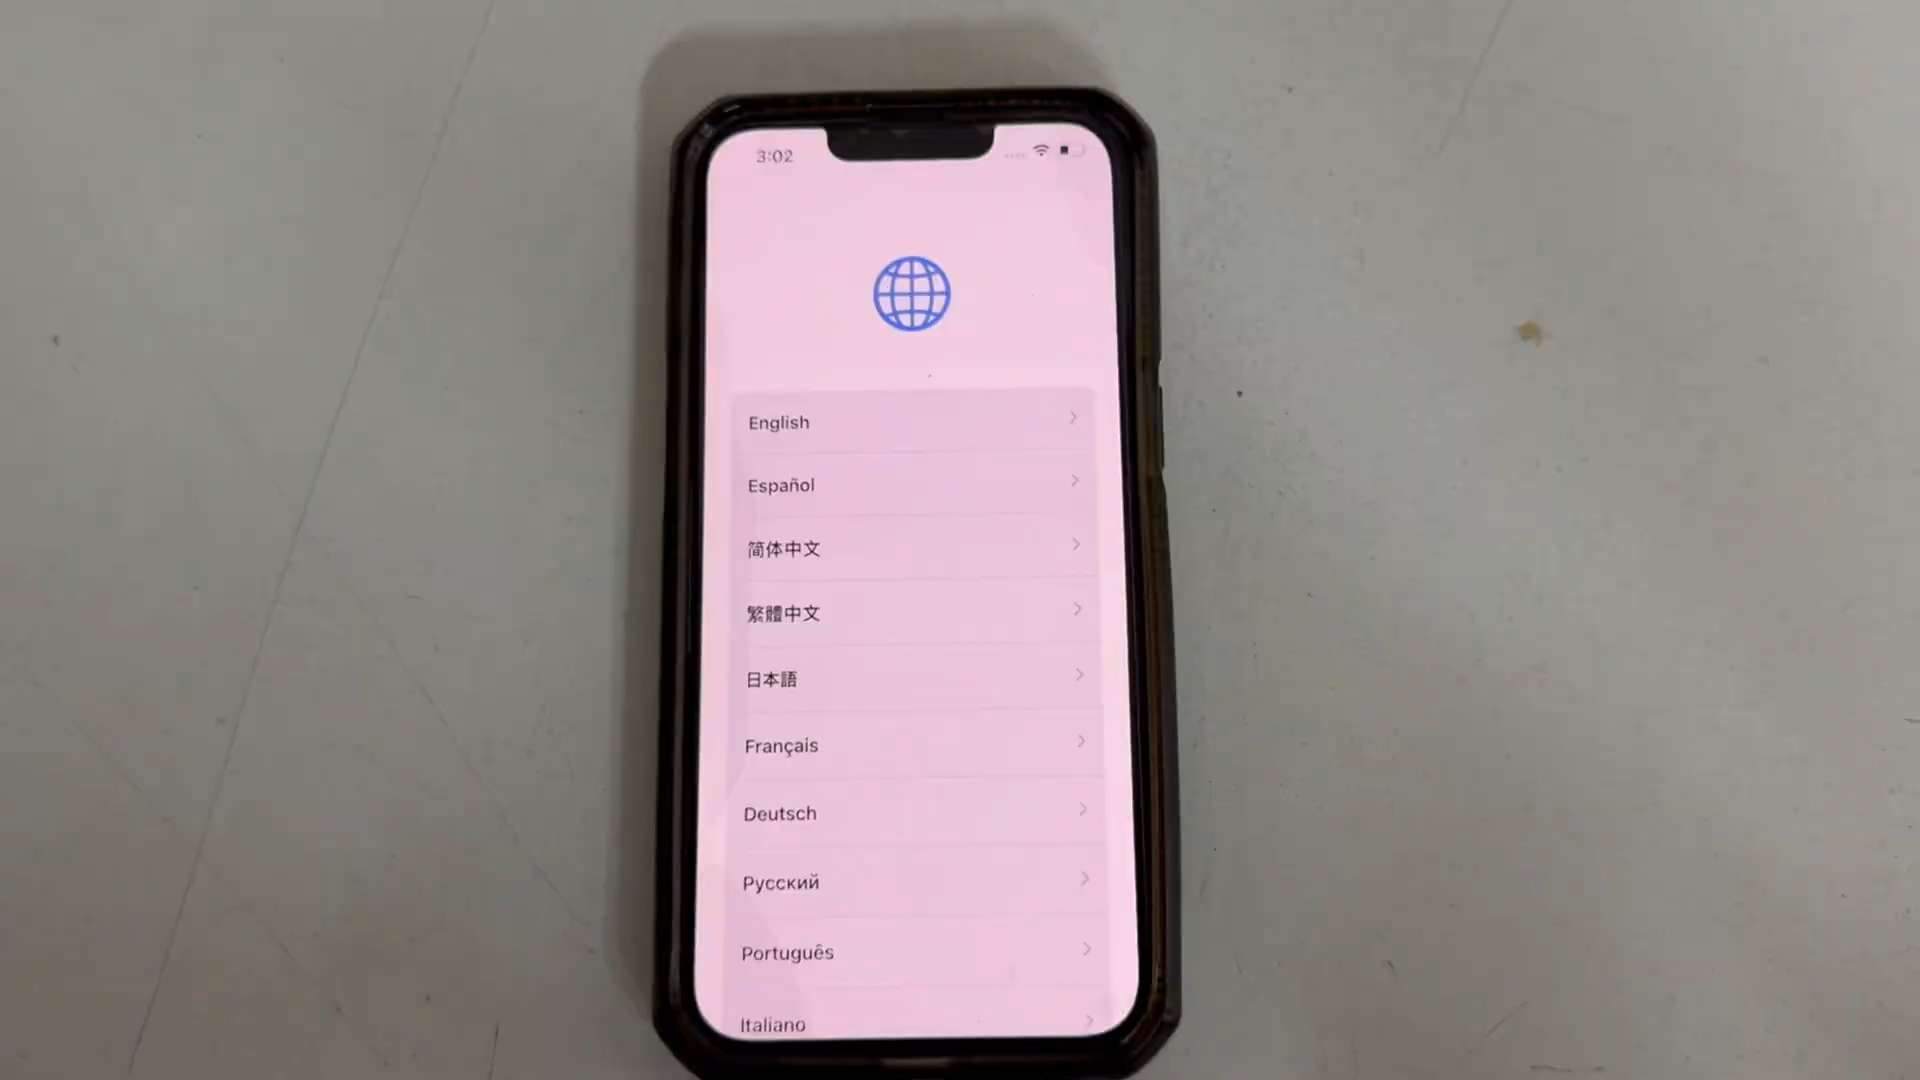 3:02
English
Español
简体中文
繁體中文
日本語
Français
Deutsch
Русский
Português
Italiano